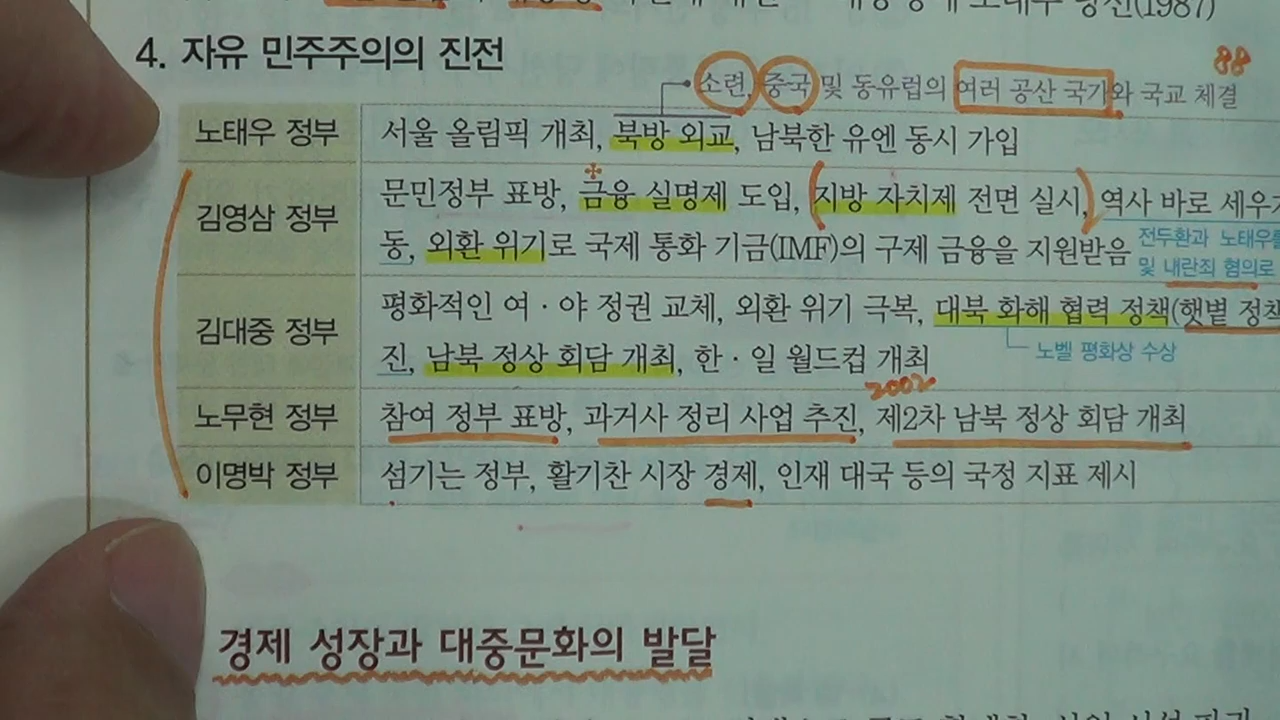 노태우 당선(1987)
4. 자유 민주주의의 진전
88
소련, 중국 및 동유럽의 여러 공산 국가와 국교 체결
노태우 정부 서울 올림픽 개최, 북방 외교, 남북한 유엔 동시 가입
김영삼 정부 문민정부 표방, 금융 실명제 도입, 지방 자치제 전면 실시, 역사 바로 세우
동, 외환 위기로 국제 통화 기금(IMF)의 구제 금융을 지원받음
전두환과 노태우
및 내란죄 혐의로
김대중 정부 평화적인 여·야 정권 교체, 외환 위기 극복, 대북 화해 협력 정책(햇볕 정책
진, 남북 정상 회담 개최, 한·일 월드컵 개최
노벨 평화상 수상
2002
노무현 정부 참여 정부 표방, 과거사 정리 사업 추진, 제2차 남북 정상 회담 개최
이명박 정부 섬기는 정부, 활기찬 시장 경제, 인재 대국 등의 국정 지표 제시
경제 성장과 대중문화의 발달